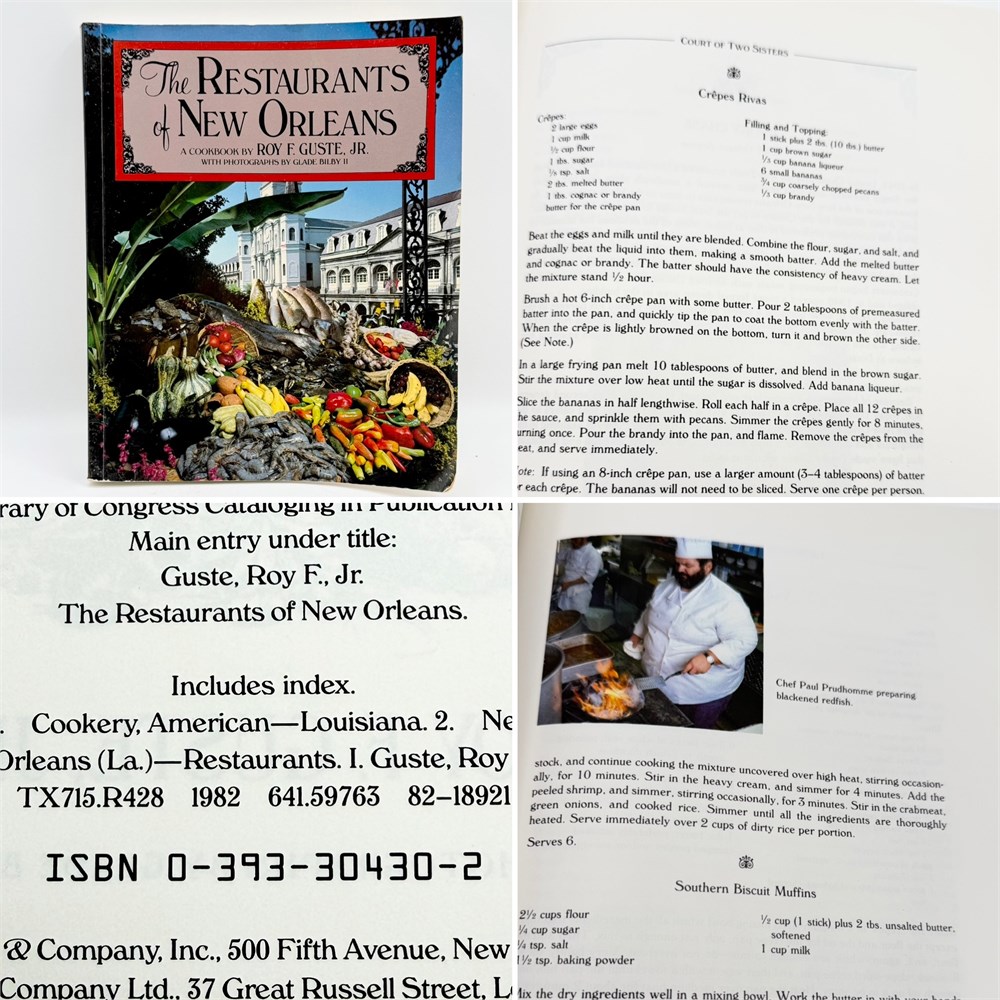 The RESTAURANTS
of NEW ORLEANS
A COOKBOOK BY ROY F. GUSTE, JR.
WITH PHOTOGRAPHS BY GLADE BILBY II
COURT OF TWO SISTERS
Crêpes Rivas
Crêpes:
2 large eggs
1 cup milk
½ cup flour
1 tbs. sugar
⅛ tsp. salt
2 tbs. melted butter
1 tbs. cognac or brandy
butter for the crêpe pan
Filling and Topping:
1 stick plus 2 tbs. (10 tbs.) butter
1 cup brown sugar
⅓ cup banana liqueur
6 small bananas
¾ cup coarsely chopped pecans
⅓ cup brandy
Beat the eggs and milk until they are blended. Combine the flour, sugar, and salt, and
gradually beat the liquid into them, making a smooth batter. Add the melted butter
and cognac or brandy. The batter should have the consistency of heavy cream. Let
the mixture stand ½ hour.
Brush a hot 6-inch crêpe pan with some butter. Pour 2 tablespoons of premeasured
batter into the pan, and quickly tip the pan to coat the bottom evenly with the batter.
When the crêpe is lightly browned on the bottom, turn it and brown the other side.
(See Note.)
In a large frying pan melt 10 tablespoons of butter, and blend in the brown sugar.
Stir the mixture over low heat until the sugar is dissolved. Add banana liqueur.
Slice the bananas in half lengthwise. Roll each half in a crêpe. Place all 12 crêpes in
he sauce, and sprinkle them with pecans. Simmer the crêpes gently for 8 minutes,
urning once. Pour the brandy into the pan, and flame. Remove the crêpes from the
eat, and serve immediately.
ote: If using an 8-inch crêpe pan, use a larger amount (3–4 tablespoons) of batter
r each crêpe. The bananas will not need to be sliced. Serve one crêpe per person.
rary of Congress Cataloging in Publication
Main entry under title:
Guste, Roy F., Jr.
The Restaurants of New Orleans.
Includes index.
. Cookery, American—Louisiana. 2. Ne
Orleans (La.)—Restaurants. I. Guste, Roy
TX715.R428 1982 641.59763 82-18921
ISBN 0-393-30430-2
& Company, Inc., 500 Fifth Avenue, New
Company Ltd., 37 Great Russell Street, L
Chef Paul Prudhomme preparing
blackened redfish.
stock, and continue cooking the mixture uncovered over high heat, stirring occasion-
ally, for 10 minutes. Stir in the heavy cream, and simmer for 4 minutes. Add the
peeled shrimp, and simmer, stirring occasionally, for 3 minutes. Stir in the crabmeat,
green onions, and cooked rice. Simmer until all the ingredients are thoroughly
heated. Serve immediately over 2 cups of dirty rice per portion.
Serves 6.
Southern Biscuit Muffins
2½ cups flour
¼ cup sugar
¼ tsp. salt
1½ tsp. baking powder
½ cup (1 stick) plus 2 tbs. unsalted butter,
softened
1 cup milk
Mix the dry ingredients well in a mixing bowl. Work the butter in with your hands